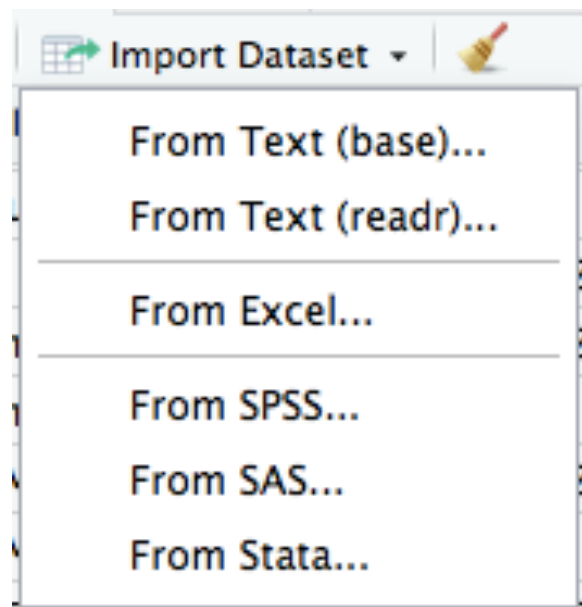 Import Dataset
From Text (base)...
From Text (readr)...
From Excel...
From SPSS...
From SAS...
From Stata...